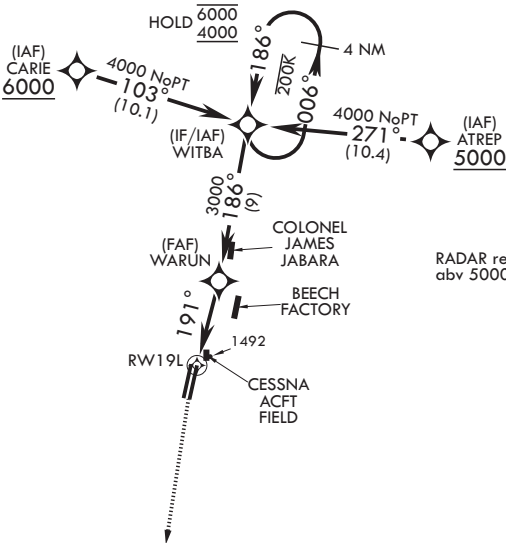 HOLD 6000
4000
186°
4 NM
200K
006°
(IAF)
CARIE
6000
4000 NoPT
103°
(10.1)
(IF/IAF)
WITBA
4000 NoPT
271°
(10.4)
(IAF)
ATREP
5000
3000
186°
(9)
COLONEL
JAMES
JABARA
(FAF)
WARUN
RADAR re
abv 5000
BEECH
FACTORY
191°
1492
RW19L
CESSNA
ACFT
FIELD